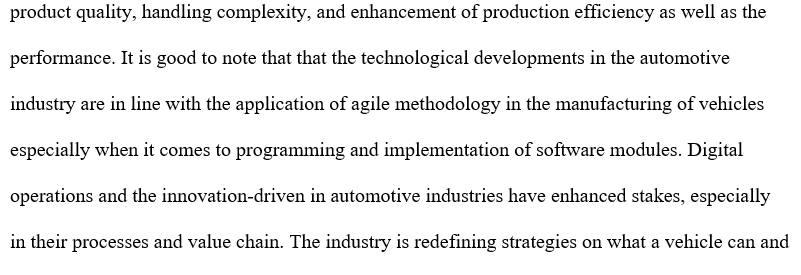 product quality, handling complexity, and enhancement of production efficiency as well as the
performance. It is good to note that that the technological developments in the automotive
industry are in line with the application of agile methodology in the manufacturing of vehicles
especially when it comes to programming and implementation of software modules. Digital
operations and the innovation-driven in automotive industries have enhanced stakes, especially
in their processes and value chain. The industry is redefining strategies on what a vehicle can and